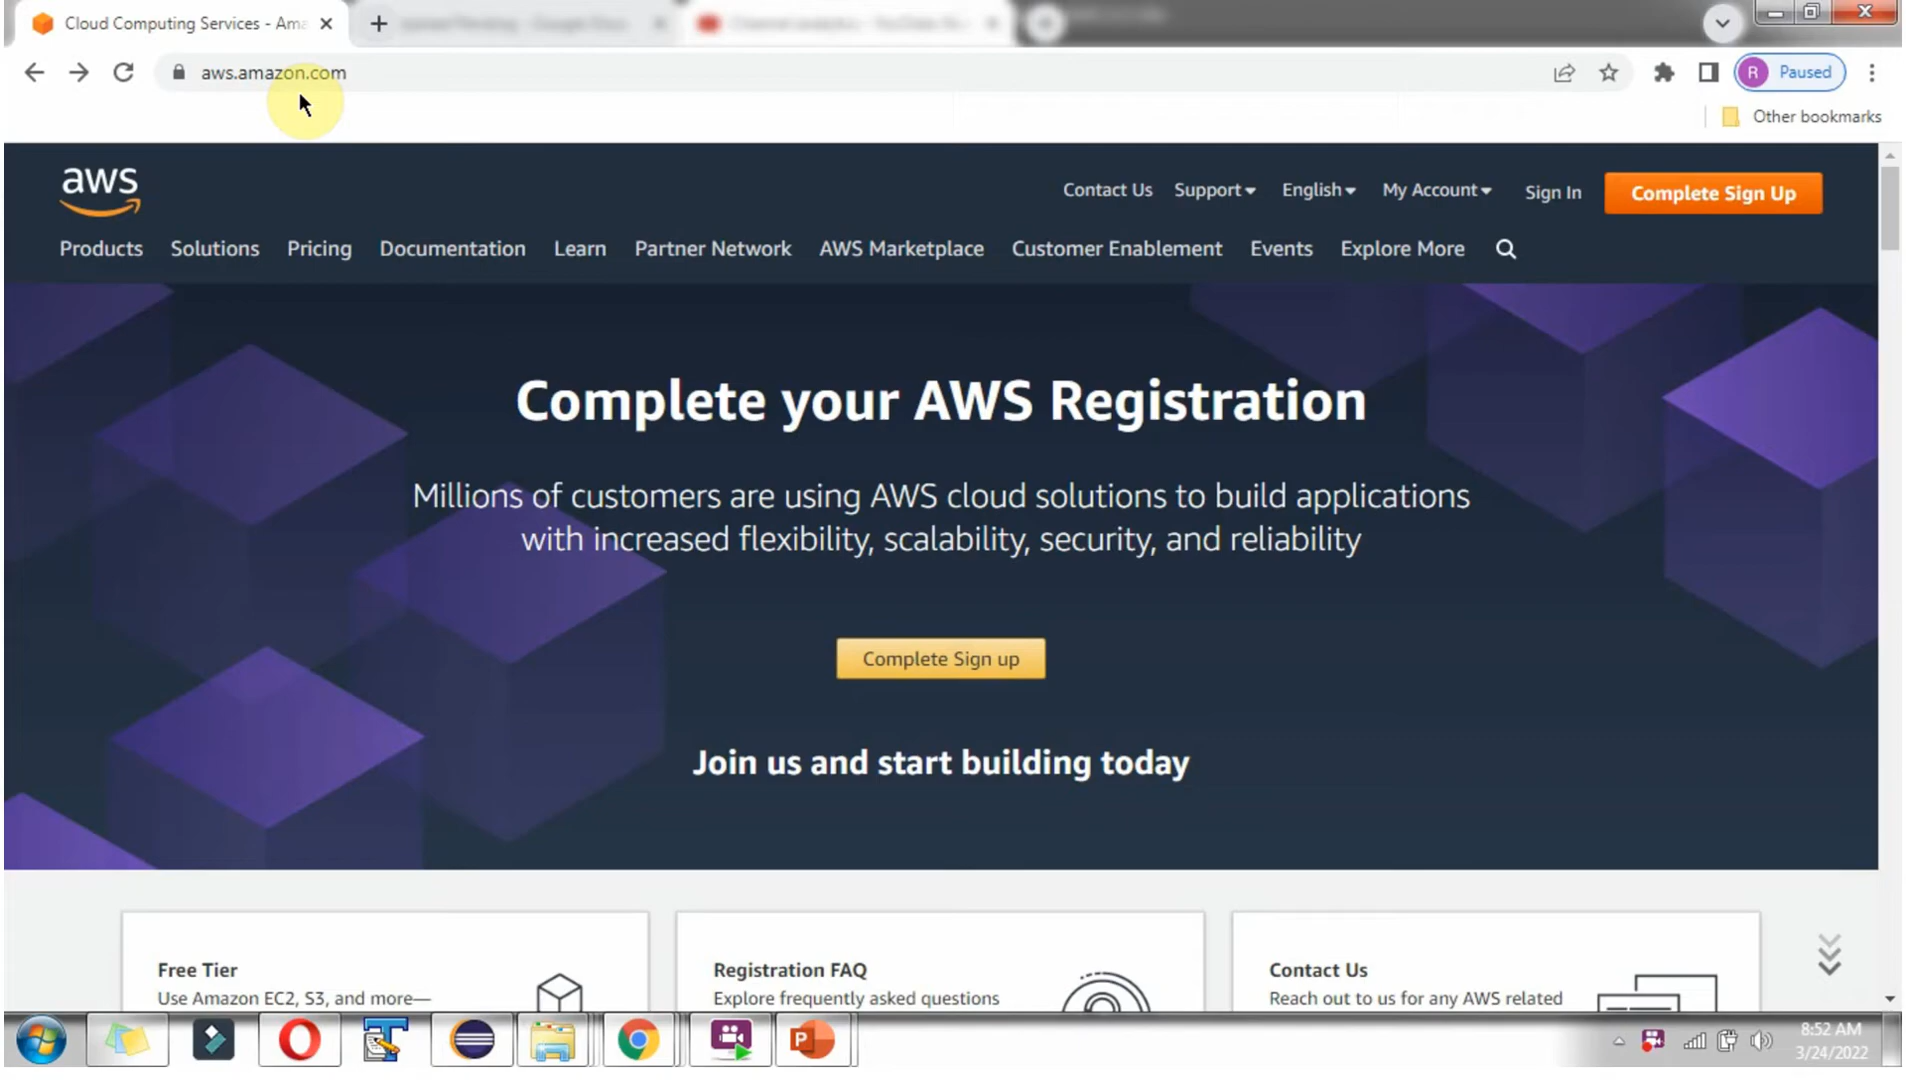 Cloud Computing Services - Ama
aws.amazon.com
R Paused
Other bookmarks
aws
Contact Us Support English My Account Sign In Complete Sign Up
Products Solutions Pricing Documentation Learn Partner Network AWS Marketplace Customer Enablement Events Explore More
Complete your AWS Registration
Millions of customers are using AWS cloud solutions to build applications
with increased flexibility, scalability, security, and reliability
Complete Sign up
Join us and start building today
Free Tier
Use Amazon EC2, S3, and more—
Registration FAQ
Explore frequently asked questions
Contact Us
Reach out to us for any AWS related
8:52 AM
3/24/2022